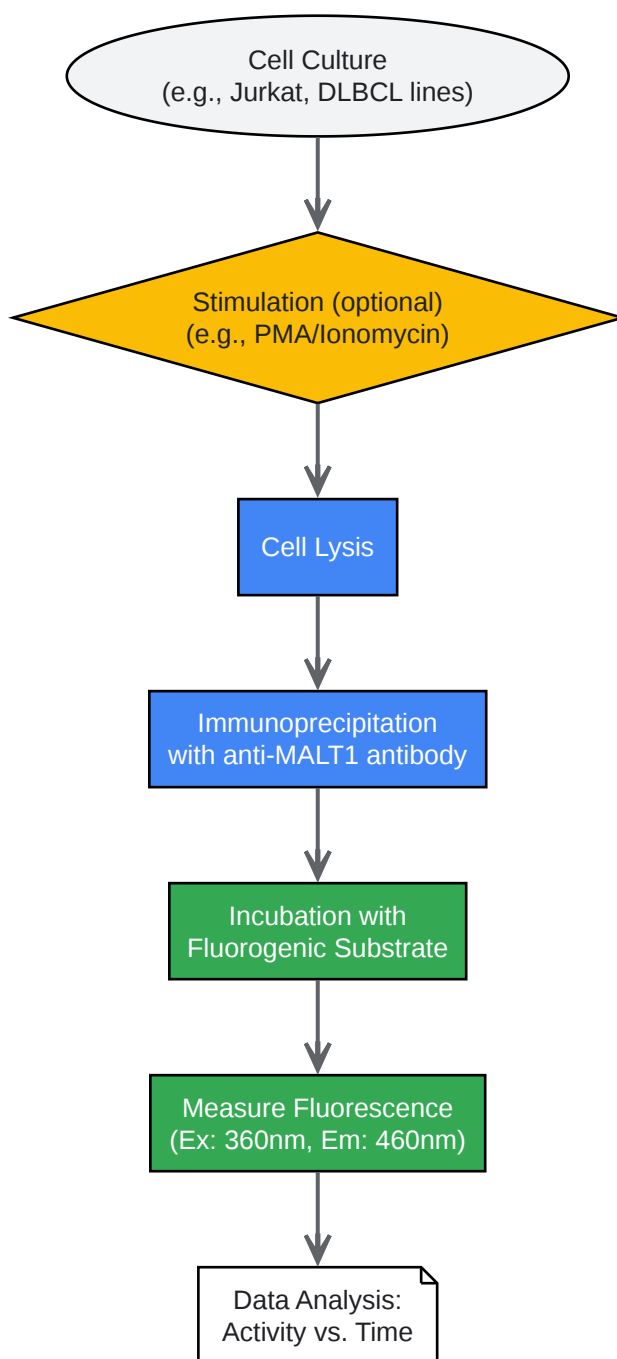 Cell Culture
(e.g., Jurkat, DLBCL lines)
Stimulation (optional)
(e.g., PMA/Ionomycin)
Cell Lysis
Immunoprecipitation
with anti-MALT1 antibody
Incubation with
Fluorogenic Substrate
Measure Fluorescence
(Ex: 360nm, Em: 460nm)
Data Analysis:
Activity vs. Time